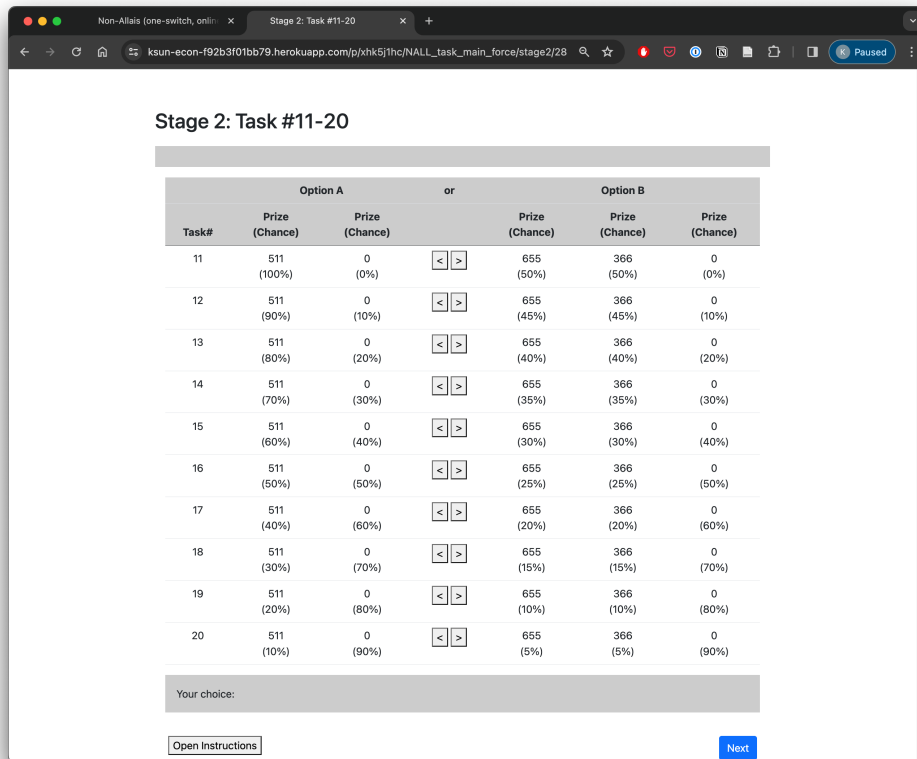 Non-Allais (one-switch, onlin
Stage 2: Task #11-20
ksun-econ-f92b3f01bb79.herokuapp.com/p/xhk5j1hc/NALL_task_main_force/stage2/28
K Paused
Stage 2: Task #11-20
Option A or Option B
Prize Prize Prize Prize Prize
Task# (Chance) (Chance) (Chance) (Chance) (Chance)
11 511 0 < > 655 366 0
(100%) (0%) (50%) (50%) (0%)
12 511 0 < > 655 366 0
(90%) (10%) (45%) (45%) (10%)
13 511 0 < > 655 366 0
(80%) (20%) (40%) (40%) (20%)
14 511 0 < > 655 366 0
(70%) (30%) (35%) (35%) (30%)
15 511 0 < > 655 366 0
(60%) (40%) (30%) (30%) (40%)
16 511 0 < > 655 366 0
(50%) (50%) (25%) (25%) (50%)
17 511 0 < > 655 366 0
(40%) (60%) (20%) (20%) (60%)
18 511 0 < > 655 366 0
(30%) (70%) (15%) (15%) (70%)
19 511 0 < > 655 366 0
(20%) (80%) (10%) (10%) (80%)
20 511 0 < > 655 366 0
(10%) (90%) (5%) (5%) (90%)
Your choice:
Open Instructions
Next